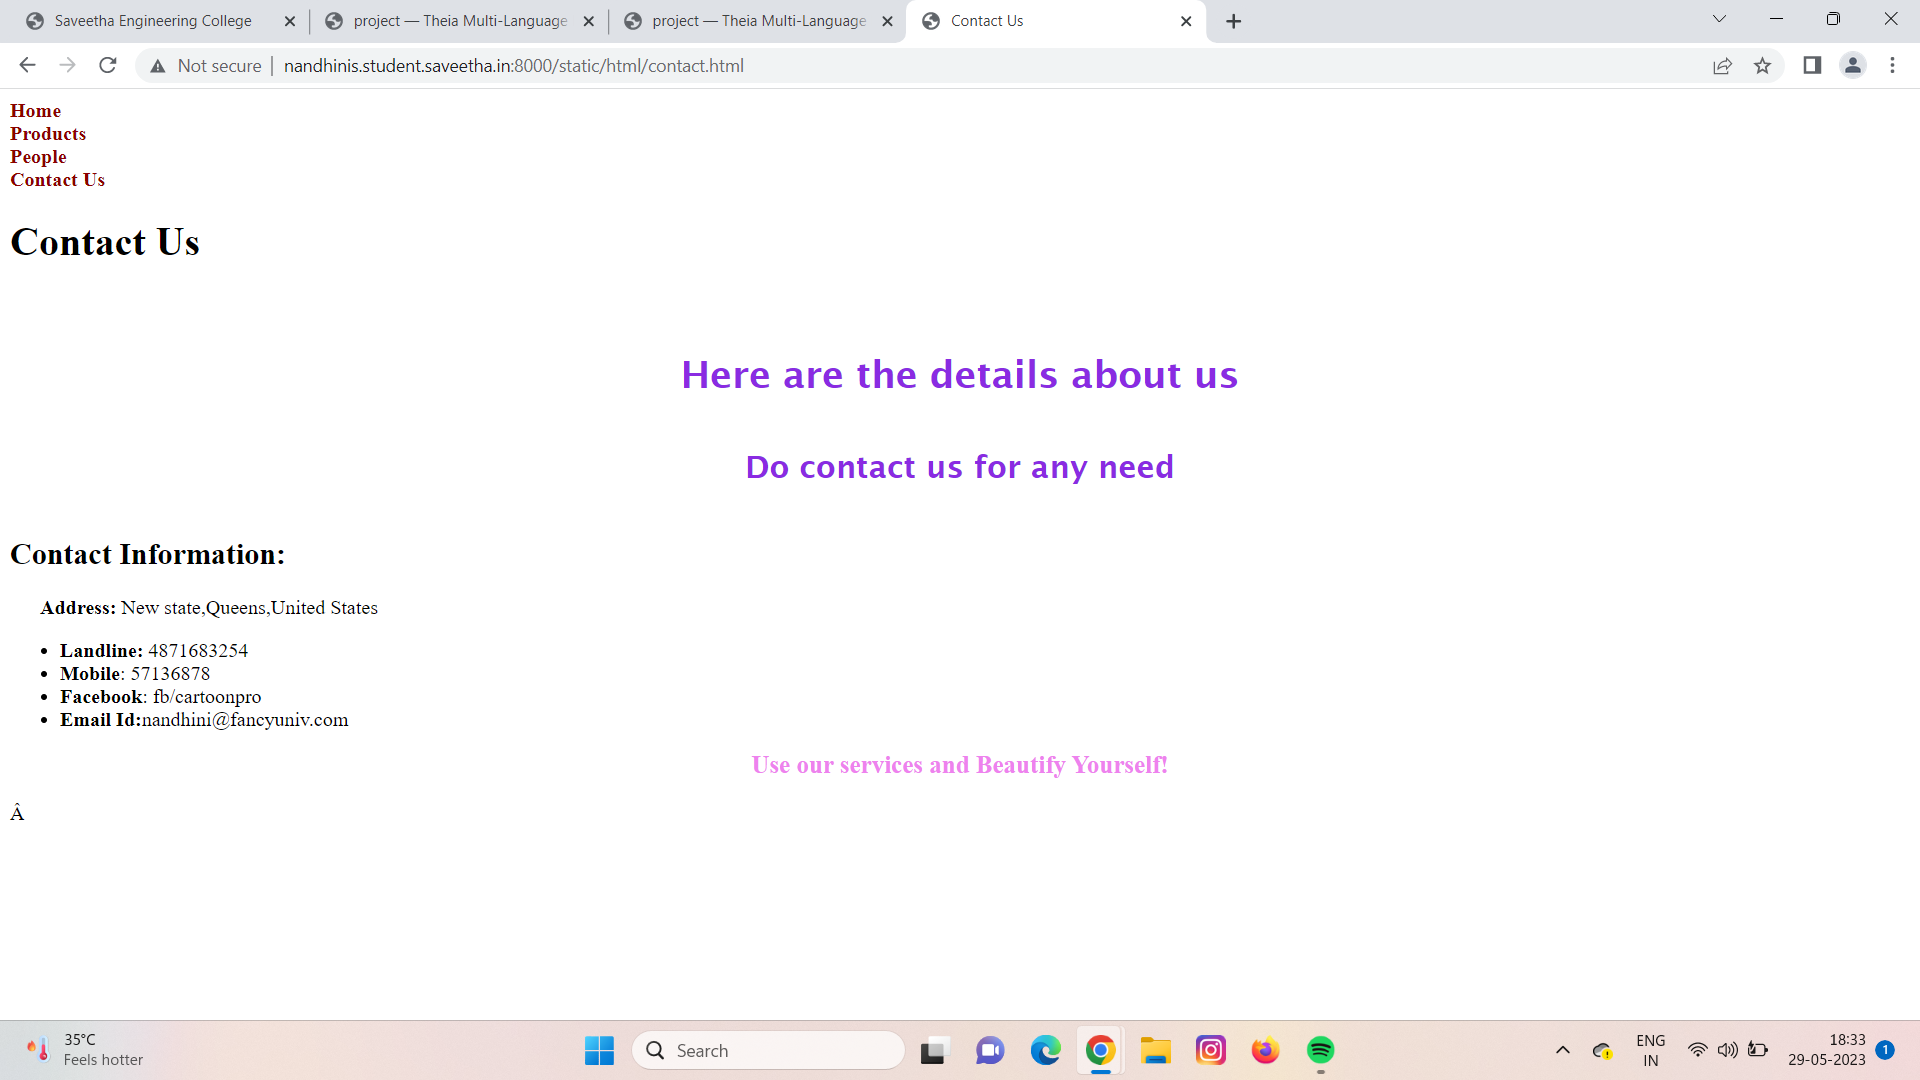 Saveetha Engineering College
project — Theia Multi-Language
project — Theia Multi-Language
Contact Us
Not secure
nandhinis.student.saveetha.in:8000/static/html/contact.html
Home
Products
People
Contact Us
Contact Us
Here are the details about us
Do contact us for any need
Contact Information:
Address: New state,Queens,United States
Landline: 4871683254
Mobile: 57136878
Facebook: fb/cartoonpro
Email Id:nandhini@fancyuniv.com
Use our services and Beautify Yourself!
Â
35°C
Feels hotter
Search
ENG
IN
18:33
29-05-2023
1